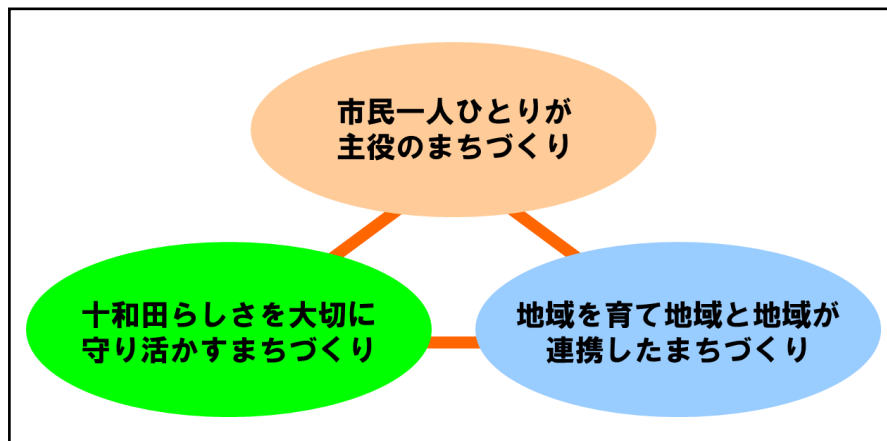 市民一人ひとりが
主役のまちづくり
十和田らしさを大切に
守り活かすまちづくり
地域を育て地域と地域が
連携したまちづくり